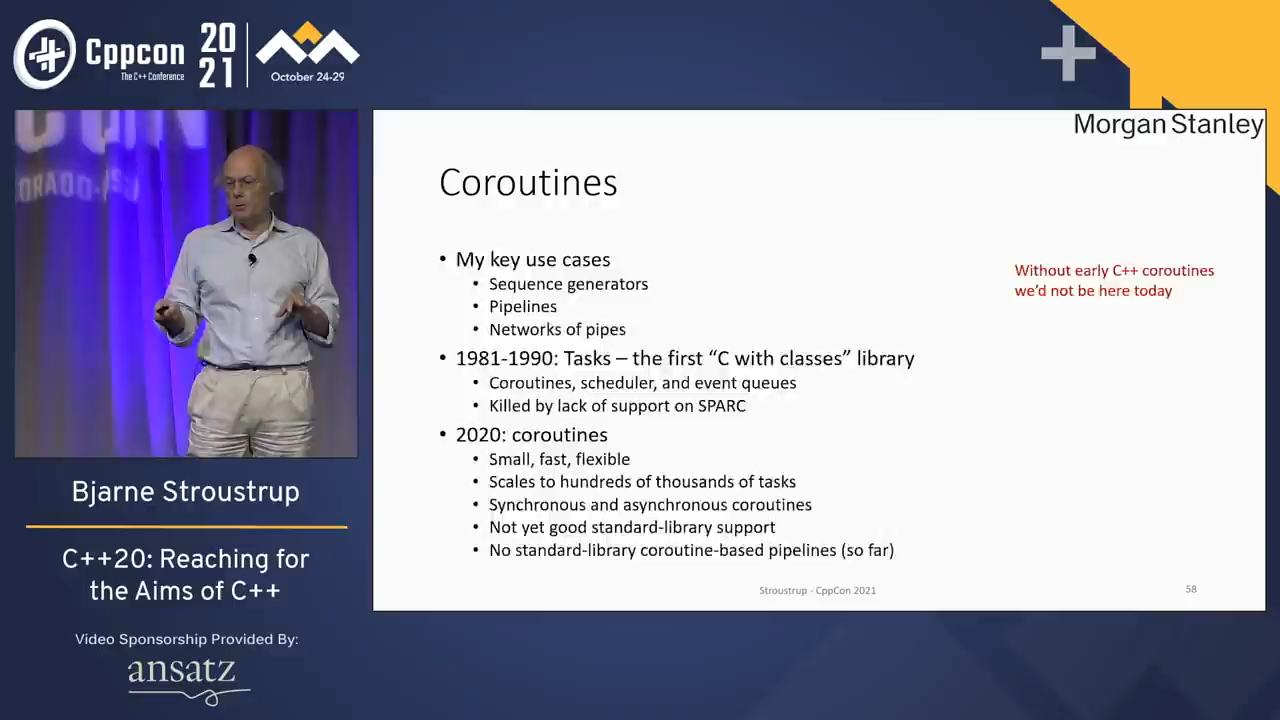 Cppcon
The C++ Conference
20
21
October 24-29
Morgan Stanley
Coroutines
• My key use cases
• Sequence generators
• Pipelines
• Networks of pipes
• 1981-1990: Tasks – the first “C with classes” library
• Coroutines, scheduler, and event queues
• Killed by lack of support on SPARC
• 2020: coroutines
• Small, fast, flexible
• Scales to hundreds of thousands of tasks
• Synchronous and asynchronous coroutines
• Not yet good standard-library support
• No standard-library coroutine-based pipelines (so far)
Without early C++ coroutines
we’d not be here today
Stroustrup - CppCon 2021
58
Bjarne Stroustrup
C++20: Reaching for
the Aims of C++
Video Sponsorship Provided By:
ansatz